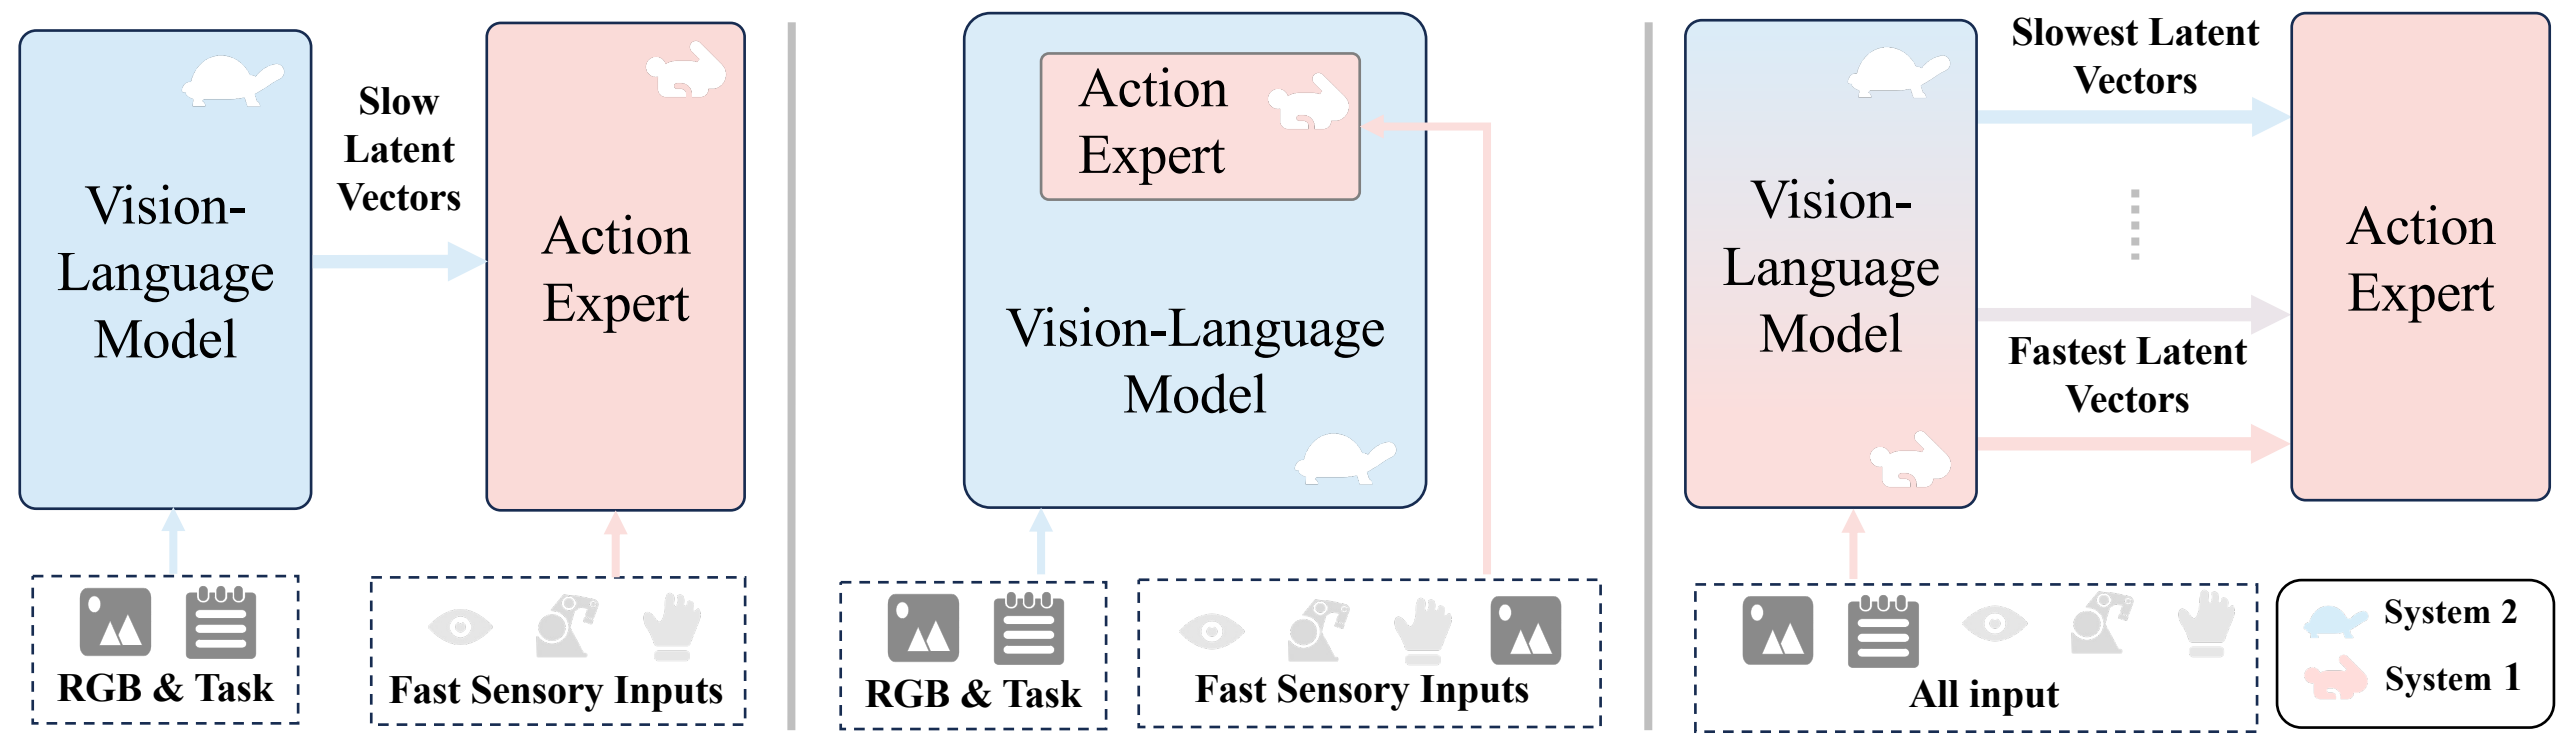 Vision-
Language
Model
Slow
Latent
Vectors
Action
Expert
RGB & Task
Fast Sensory Inputs
Action
Expert
Vision-Language
Model
RGB & Task
Fast Sensory Inputs
Vision-
Language
Model
Slowest Latent
Vectors
Fastest Latent
Vectors
Action
Expert
All input
System 2
System 1